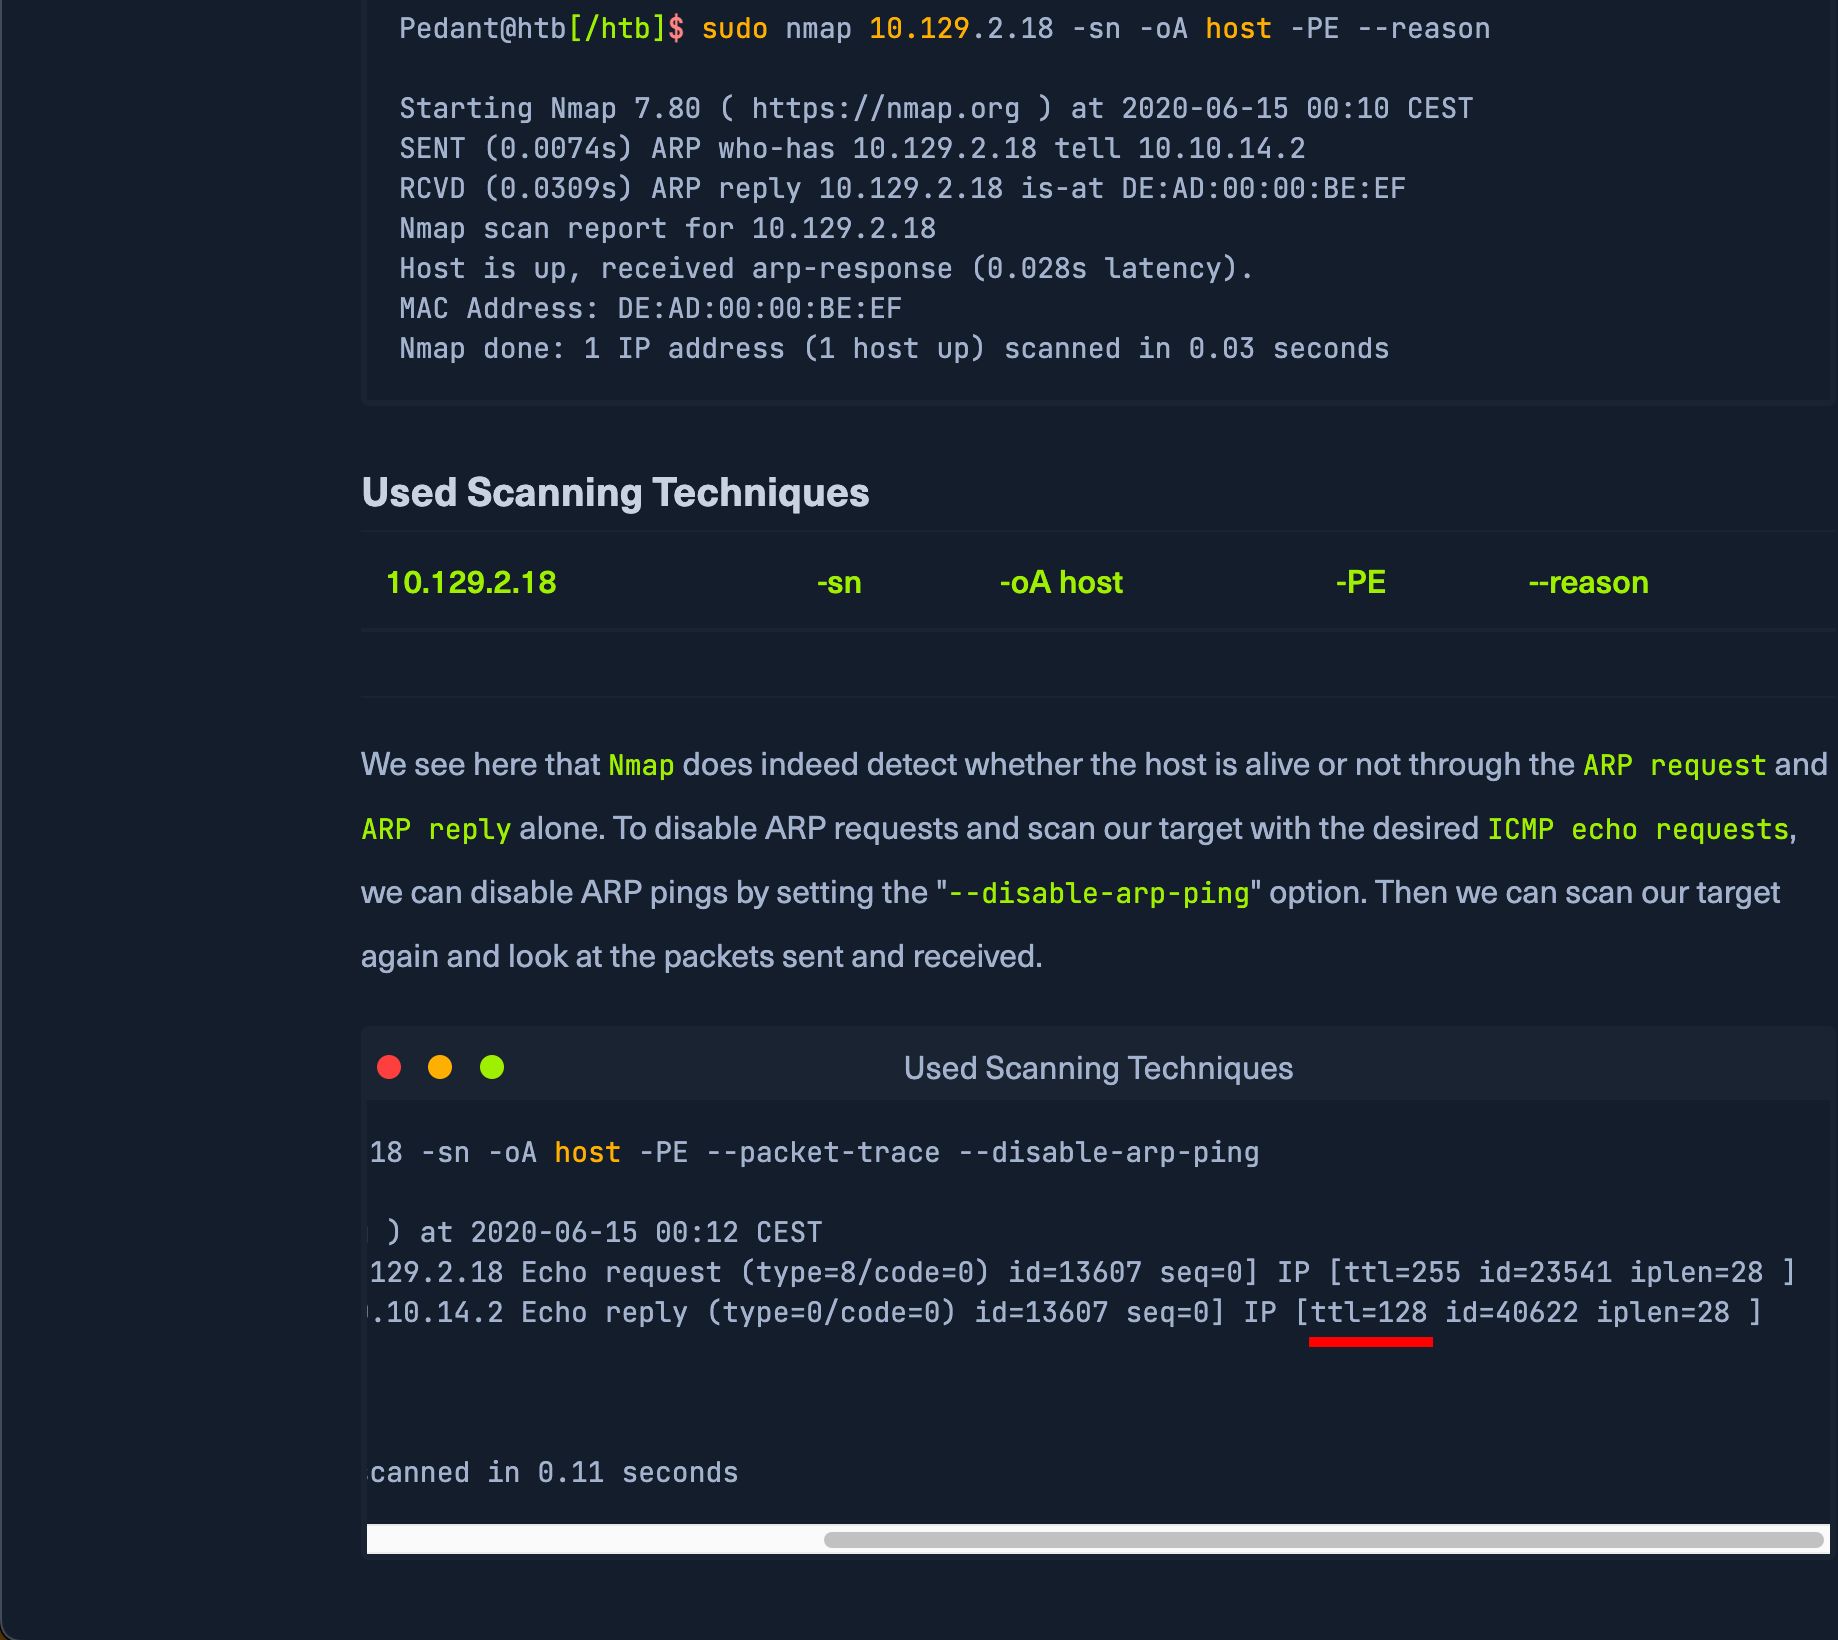 Pedant@htb[/htb]$ sudo nmap 10.129.2.18 -sn -oA host -PE --reason
Starting Nmap 7.80 ( https://nmap.org ) at 2020-06-15 00:10 CEST
SENT (0.0074s) ARP who-has 10.129.2.18 tell 10.10.14.2
RCVD (0.0309s) ARP reply 10.129.2.18 is-at DE:AD:00:00:BE:EF
Nmap scan report for 10.129.2.18
Host is up, received arp-response (0.028s latency).
MAC Address: DE:AD:00:00:BE:EF
Nmap done: 1 IP address (1 host up) scanned in 0.03 seconds
Used Scanning Techniques
10.129.2.18 -sn -oA host -PE --reason
We see here that Nmap does indeed detect whether the host is alive or not through the ARP request and
ARP reply alone. To disable ARP requests and scan our target with the desired ICMP echo requests,
we can disable ARP pings by setting the "--disable-arp-ping" option. Then we can scan our target
again and look at the packets sent and received.
Used Scanning Techniques
18 -sn -oA host -PE --packet-trace --disable-arp-ping
) at 2020-06-15 00:12 CEST
129.2.18 Echo request (type=8/code=0) id=13607 seq=0] IP [ttl=255 id=23541 iplen=28 ]
.10.14.2 Echo reply (type=0/code=0) id=13607 seq=0] IP [ttl=128 id=40622 iplen=28 ]
canned in 0.11 seconds